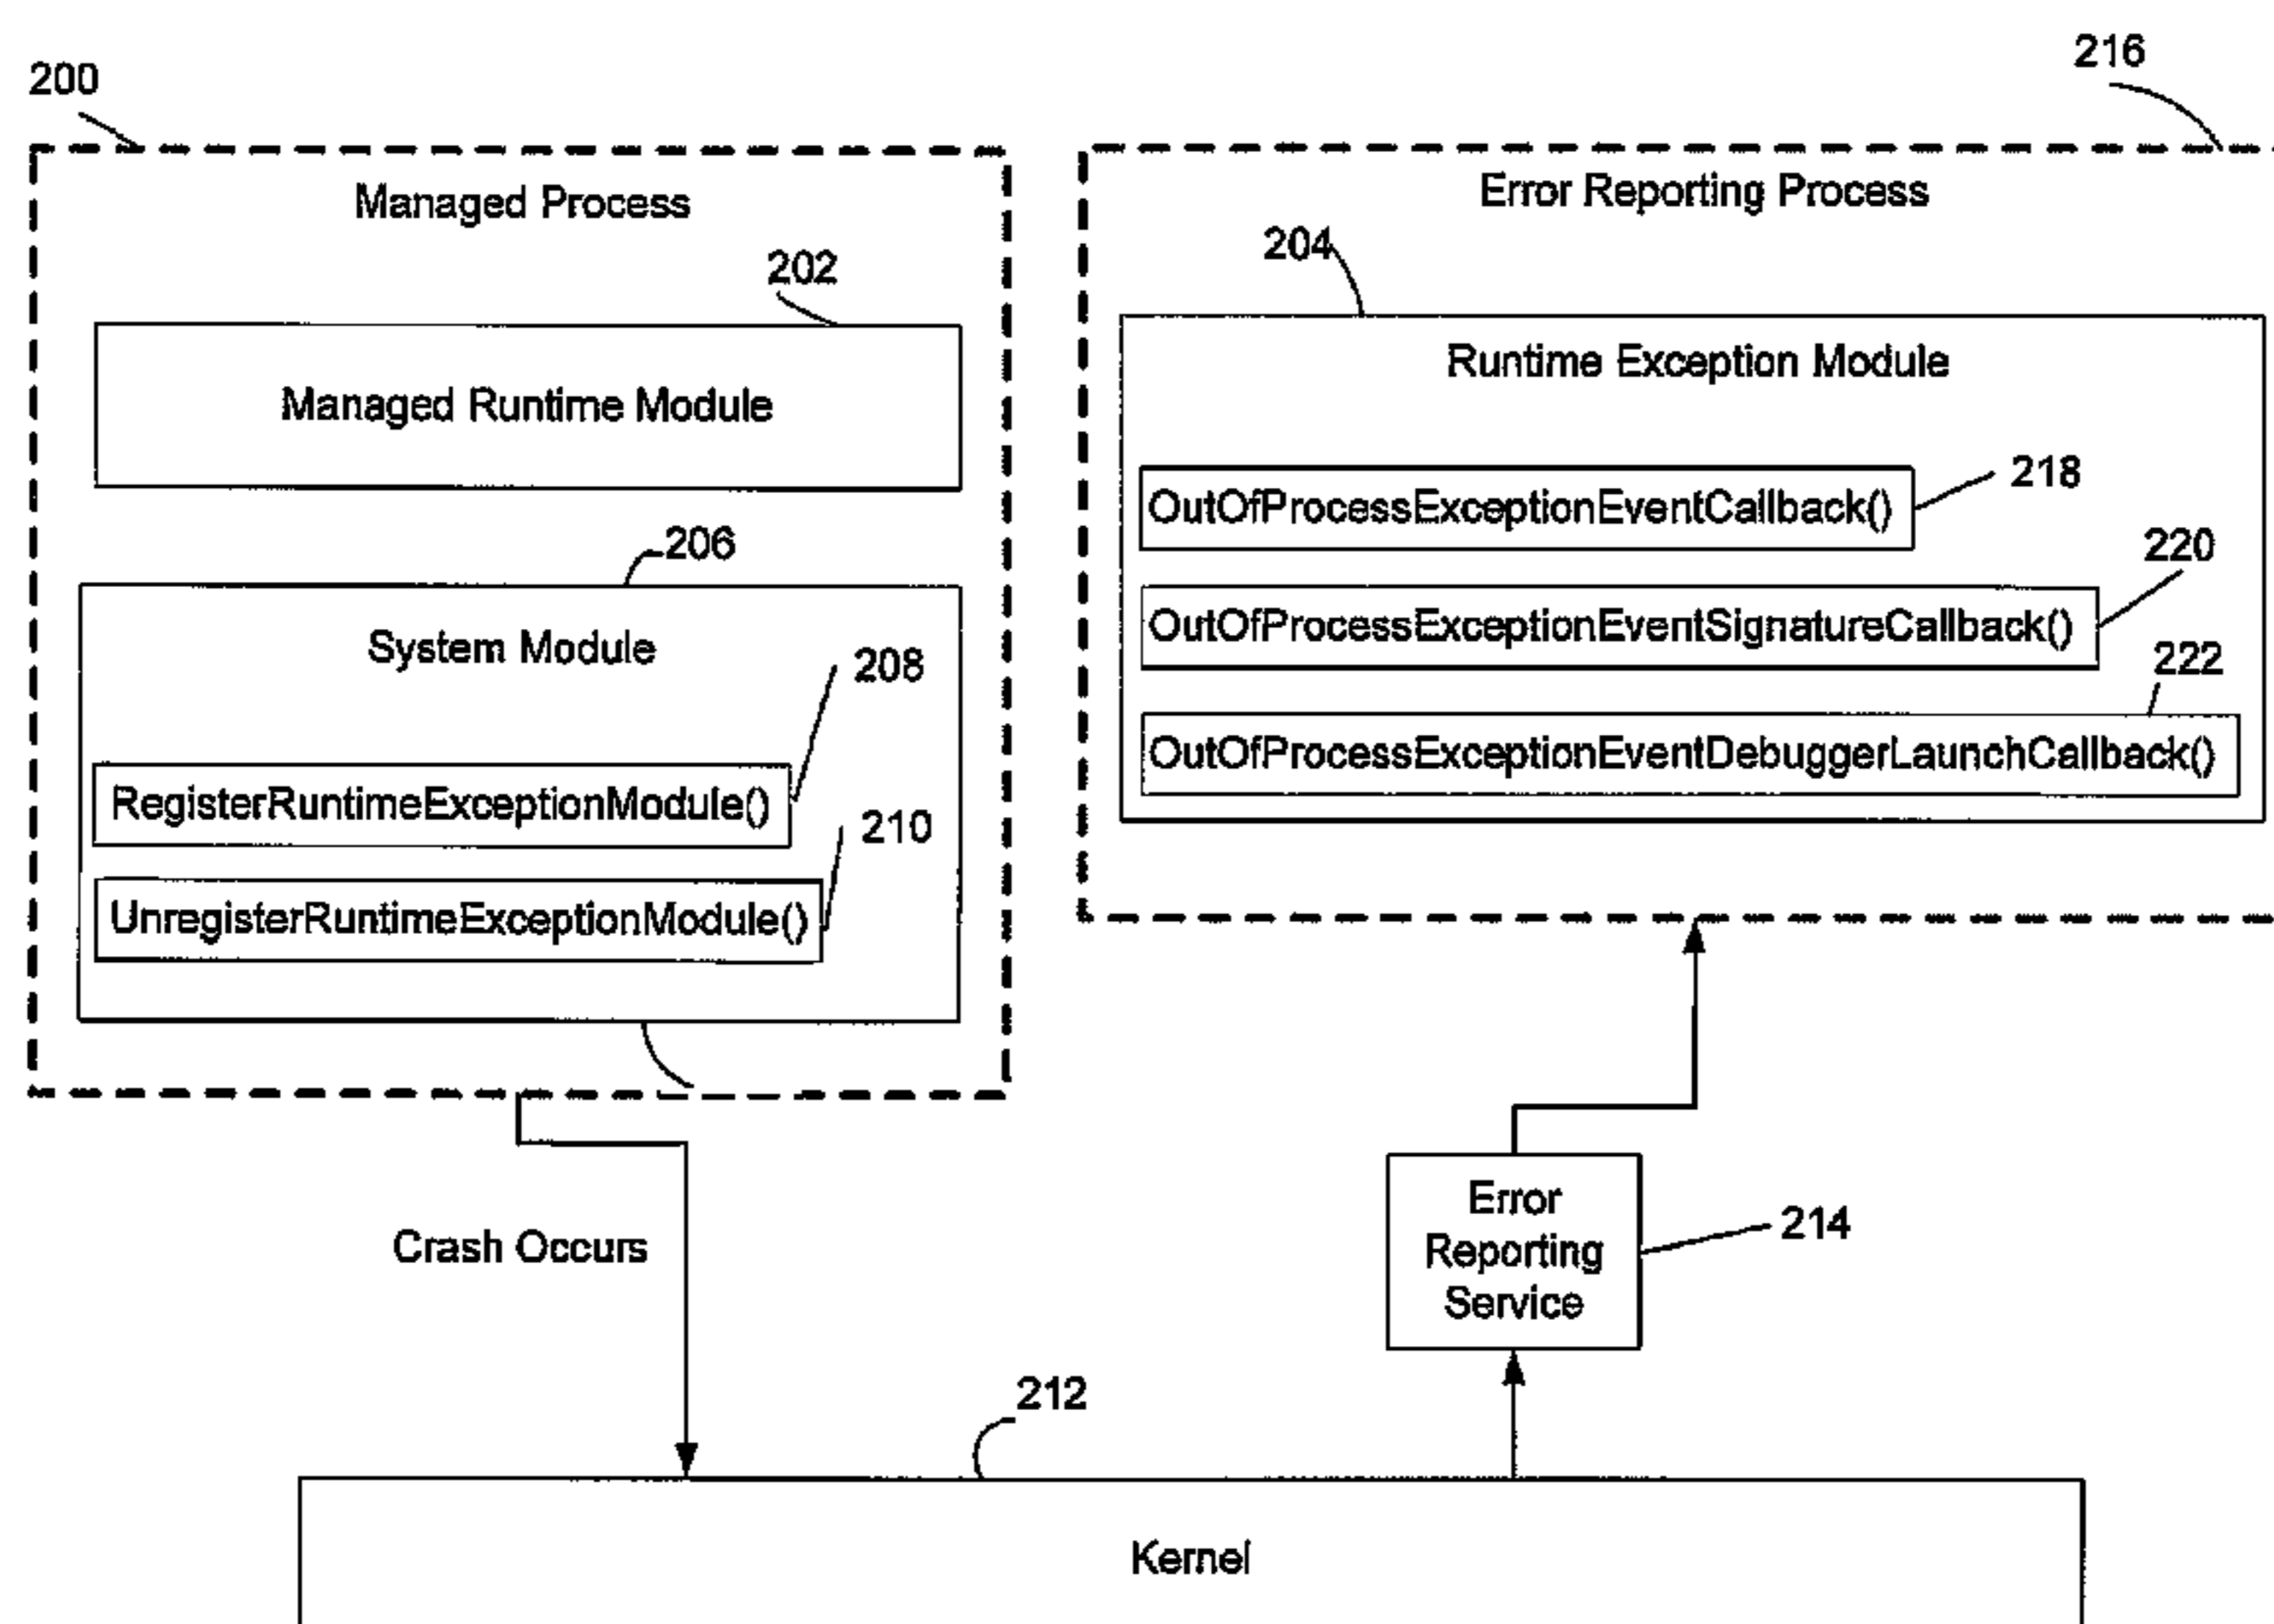 200
Managed Process
202
Managed Runtime Module
206
System Module
208
RegisterRuntimeExceptionModule()
210
UnregisterRuntimeExceptionModule()
216
Error Reporting Process
204
Runtime Exception Module
OutOfProcessExceptionEventCallback()
218
220
OutOfProcessExceptionEventSignatureCallback()
222
OutOfProcessExceptionEventDebuggerLaunchCallback()
Crash Occurs
Error
Reporting
Service
214
212
Kernel